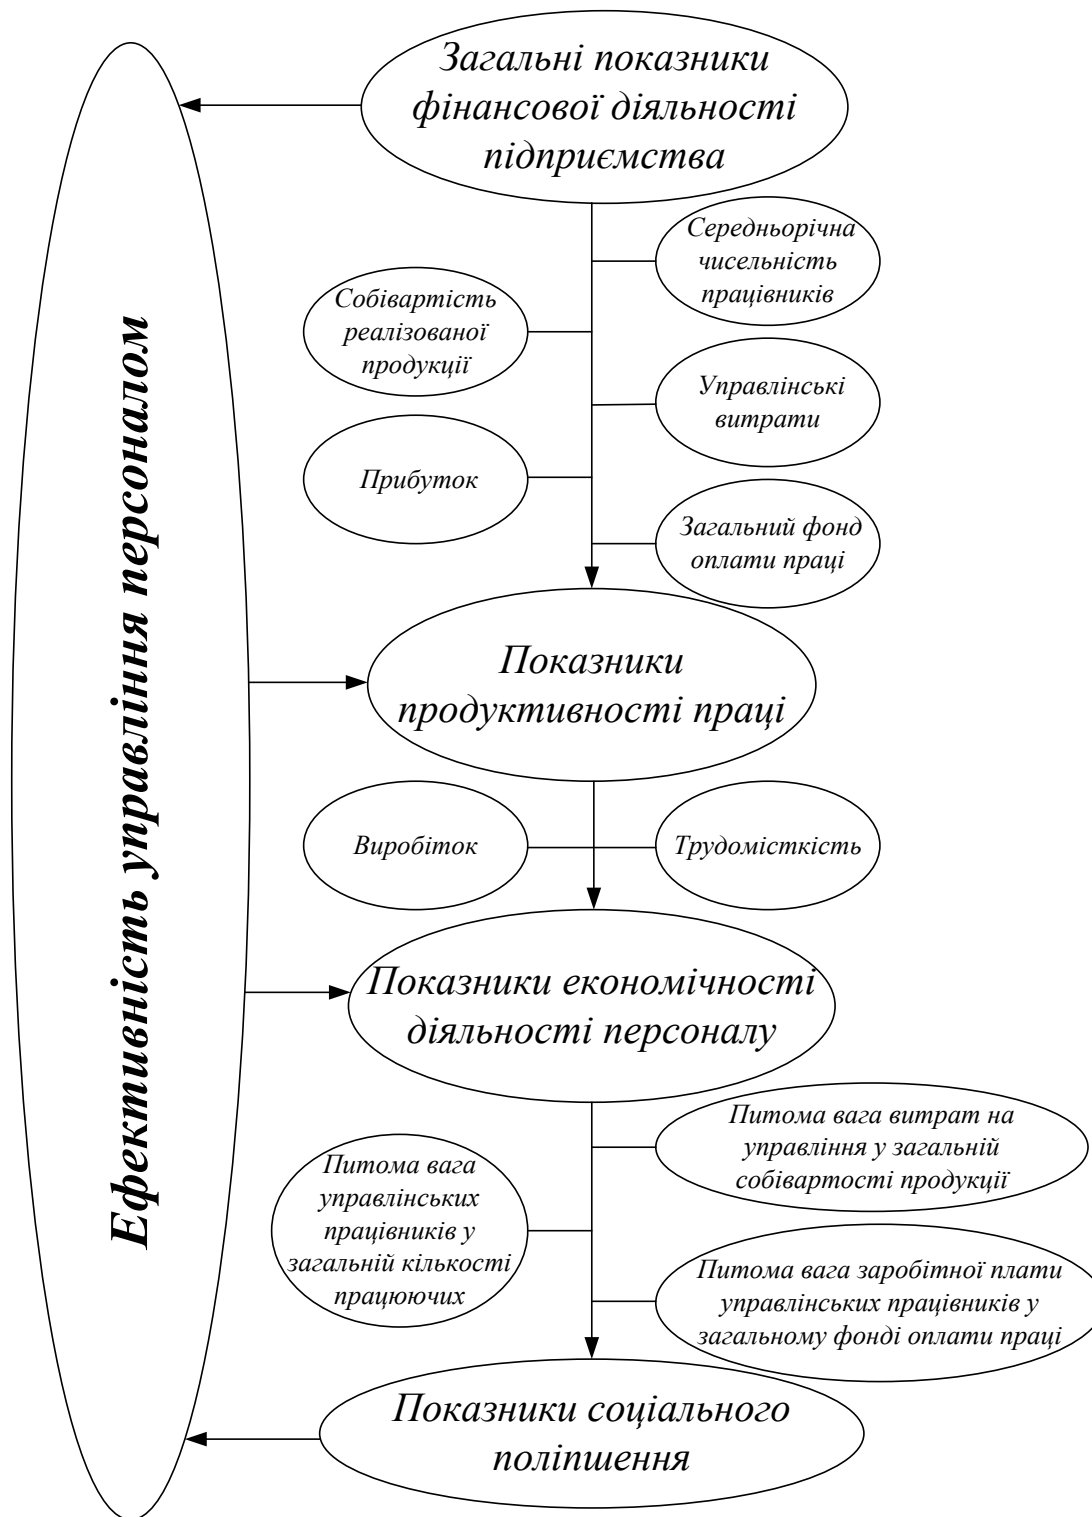 Загальні показники
фінансової діяльності
підприємства
Середньорічна
чисельність
працівників
Собівартість
реалізованої
продукції
Управлінські
витрати
Прибуток
Загальний фонд
оплати праці
Ефективність управління персоналом
Показники
продуктивності праці
Виробіток
Трудомісткість
Показники економічності
діяльності персоналу
Питома вага витрат на
управління у загальній
собівартості продукції
Питома вага
управлінських
працівників у
загальній кількості
працюючих
Питома вага заробітної плати
управлінських працівників у
загальному фонді оплати праці
Показники соціального
поліпшення